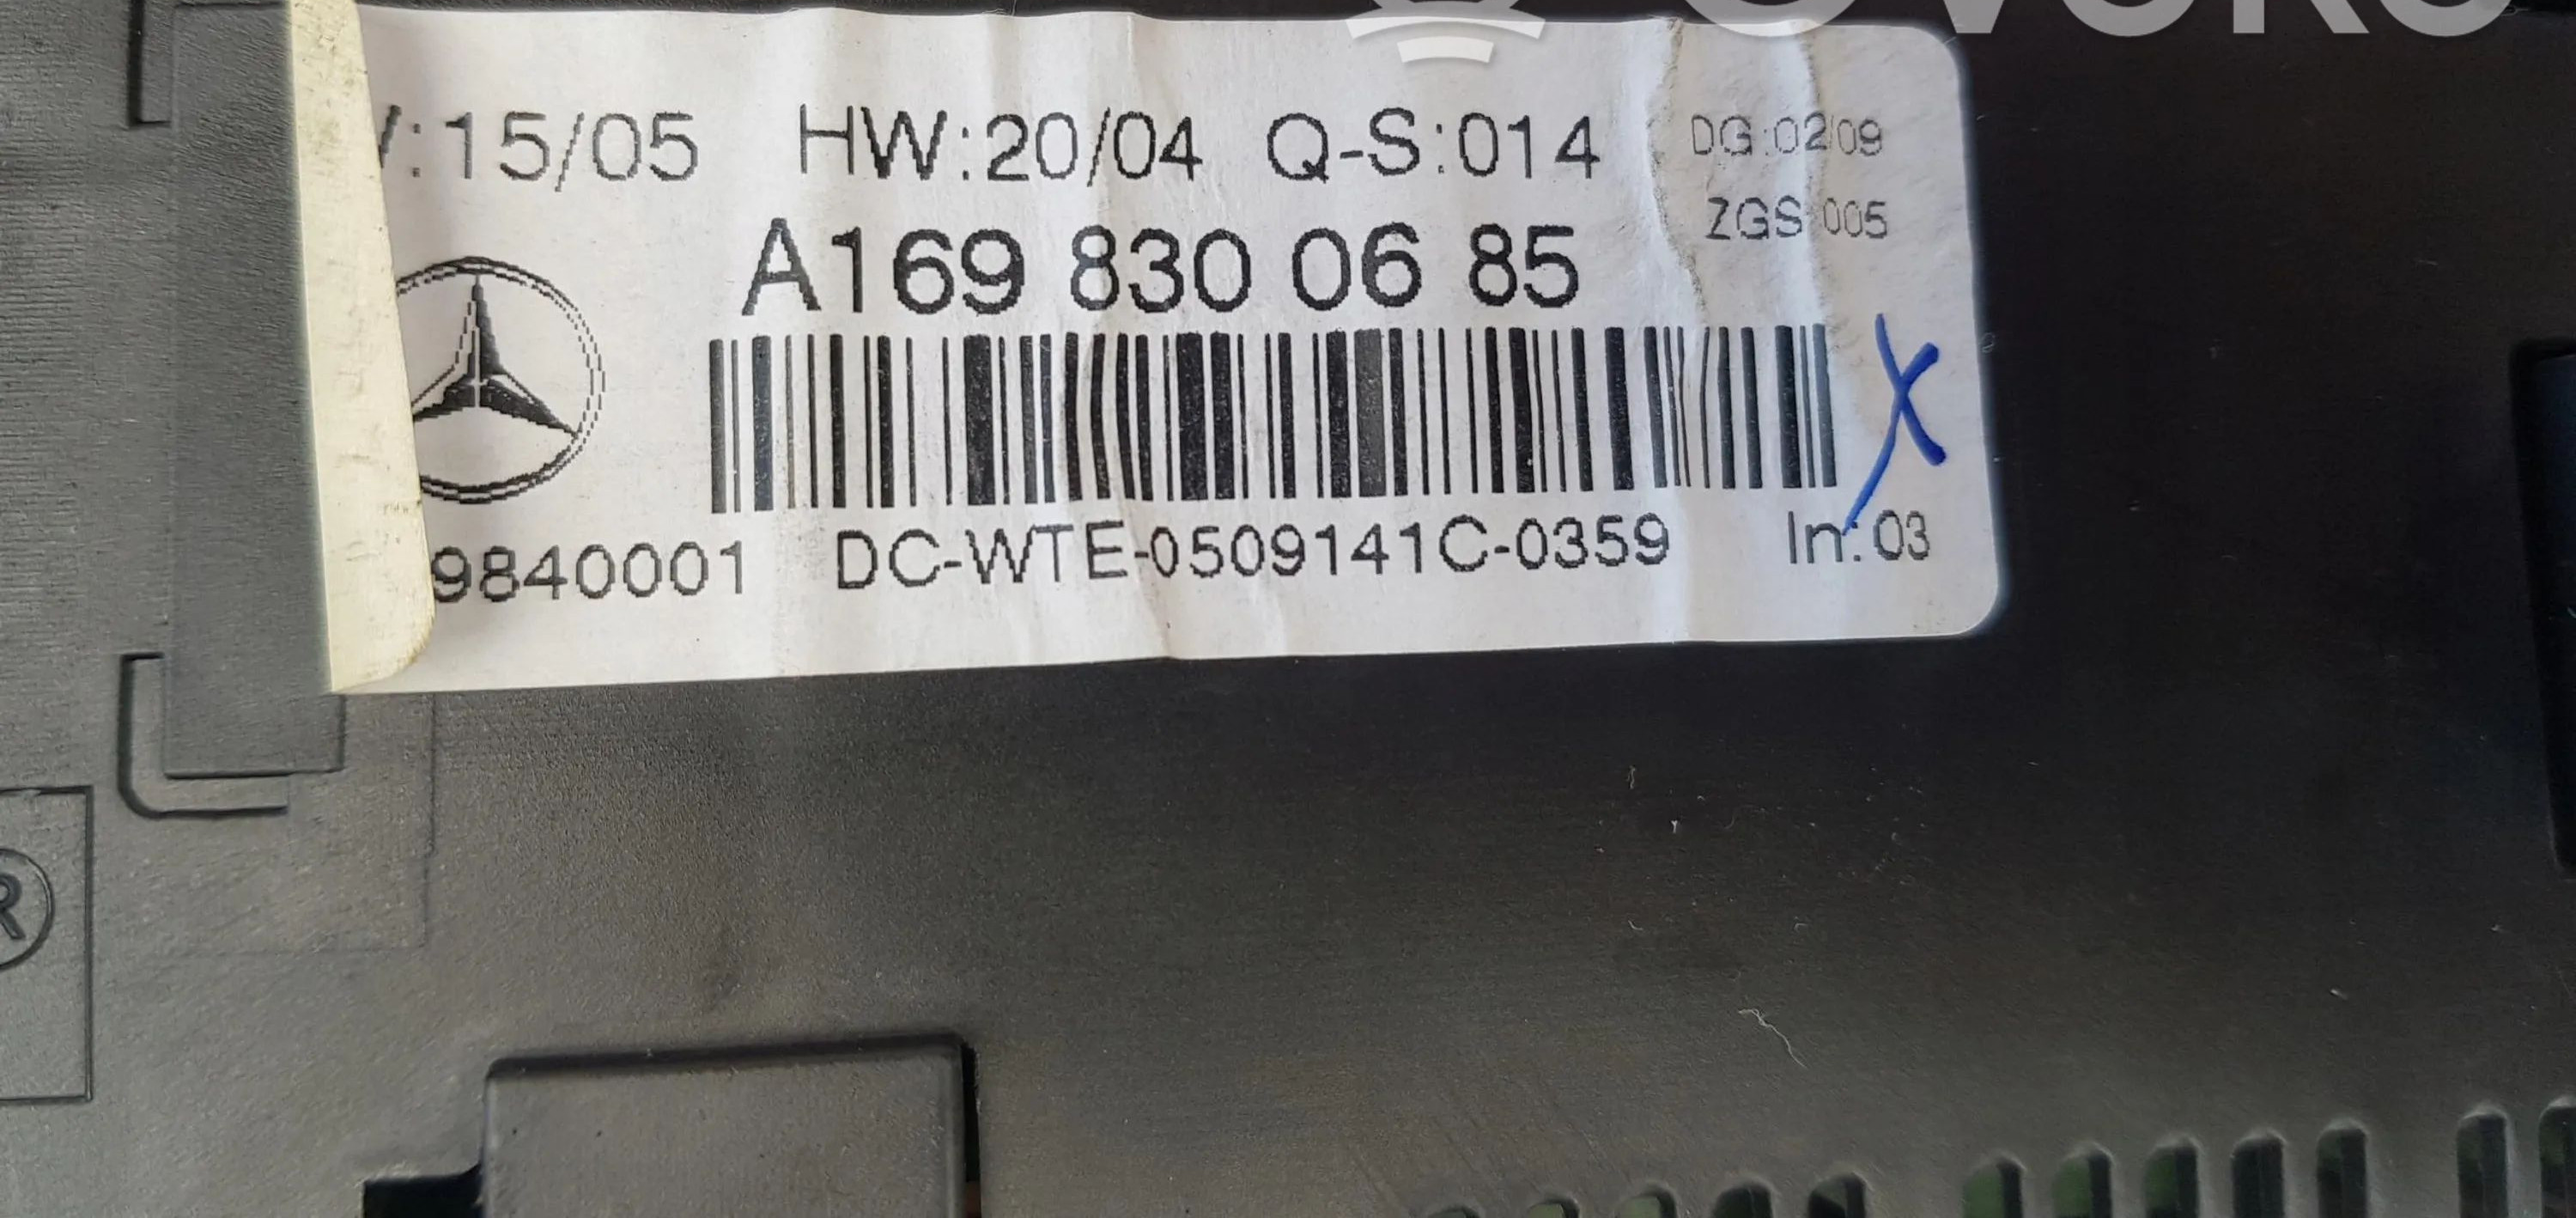 :15/05 HW:20/04 Q-S:014 DG:02/09
ZGS 005
A169 830 06 85
X
9840001 DC-WTE-0509141C-0359 In: 03
®